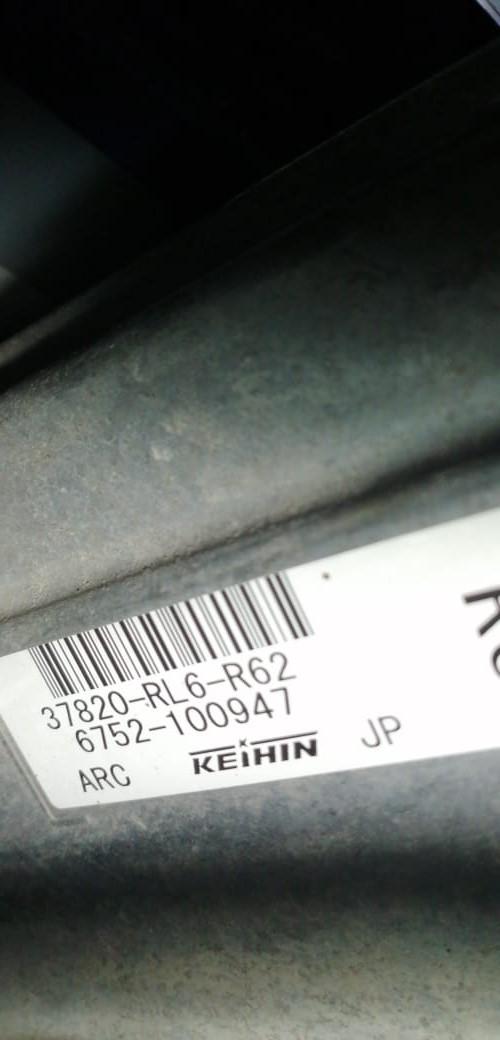 37820-RL6-R62
6752-100947
ARC KEIHIN JP